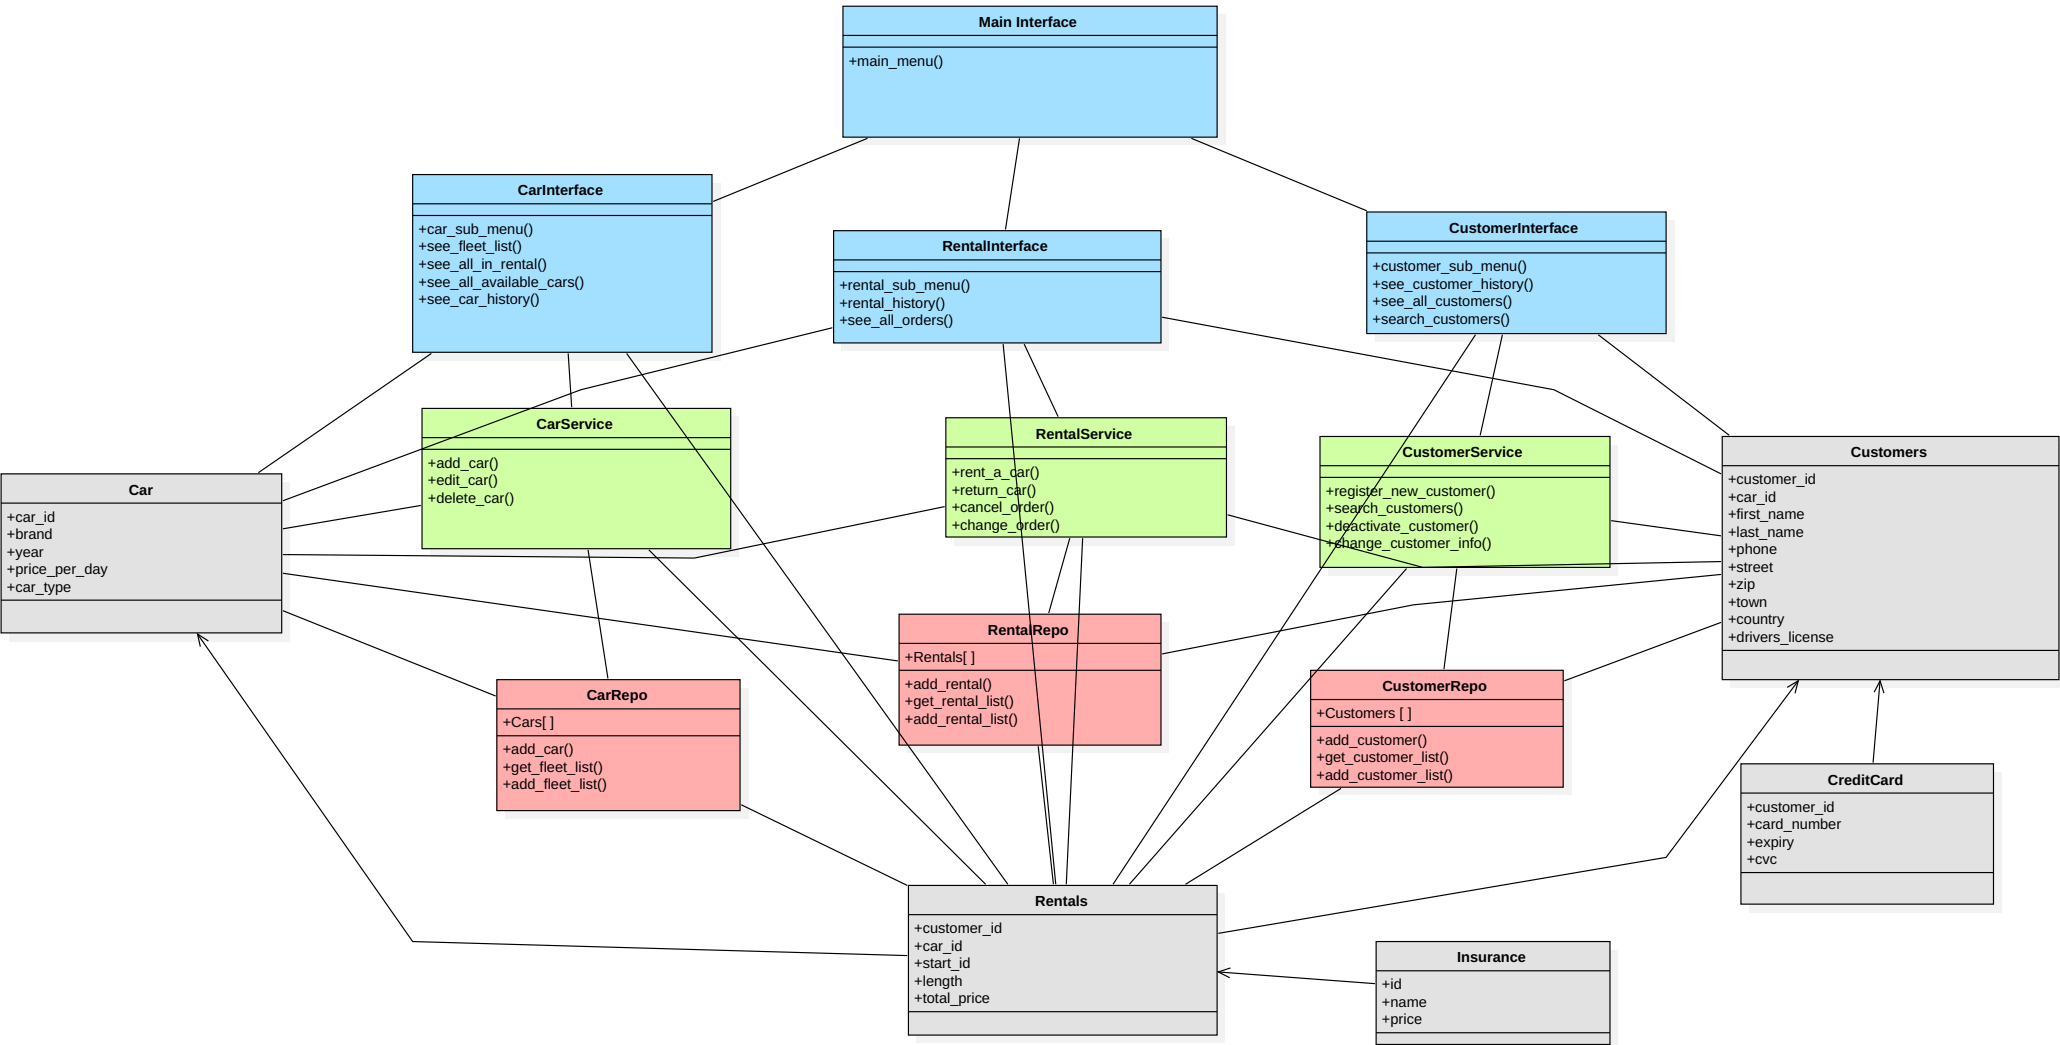 Main Interface
+main_menu()
CarInterface
+car_sub_menu()
+see_fleet_list()
+see_all_in_rental()
+see_all_available_cars()
+see_car_history()
RentalInterface
+rental_sub_menu()
+rental_history()
+see_all_orders()
CustomerInterface
+customer_sub_menu()
+see_customer_history()
+see_all_customers()
+search_customers()
CarService
+add_car()
+edit_car()
+delete_car()
RentalService
+rent_a_car()
+return_car()
+cancel_order()
+change_order()
CustomerService
+register_new_customer()
+search_customers()
+deactivate_customer()
+change_customer_info()
Customers
+customer_id
+car_id
+first_name
+last_name
+phone
+street
+zip
+town
+country
+drivers_license
Car
+car_id
+brand
+year
+price_per_day
+car_type
RentalRepo
+Rentals[ ]
+add_rental()
+get_rental_list()
+add_rental_list()
CarRepo
+Cars[ ]
+add_car()
+get_fleet_list()
+add_fleet_list()
CustomerRepo
+Customers [ ]
+add_customer()
+get_customer_list()
+add_customer_list()
CreditCard
+customer_id
+card_number
+expiry
+cvc
Rentals
+customer_id
+car_id
+start_id
+length
+total_price
Insurance
+id
+name
+price